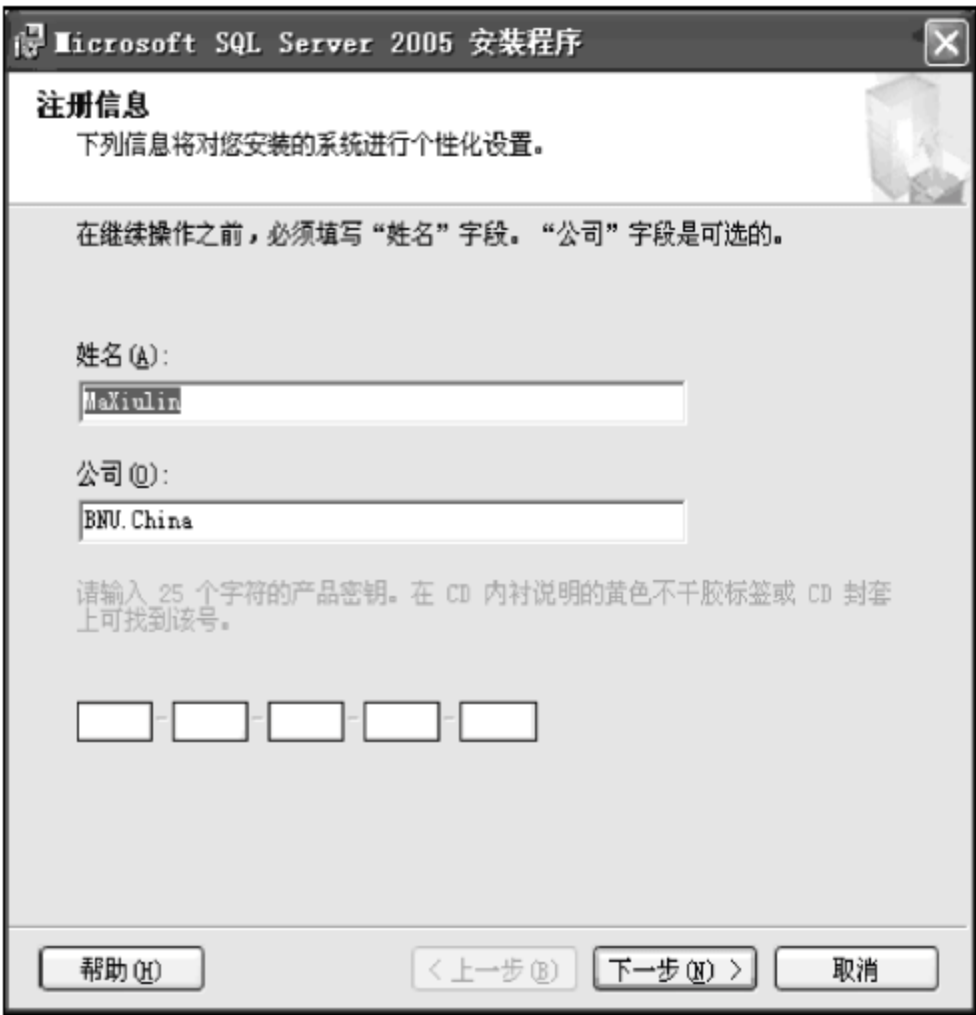 Microsoft SQL Server 2005 安装程序
注册信息
下列信息将对您安装的系统进行个性化设置。
在继续操作之前，必须填写“姓名”字段。“公司”字段是可选的。
姓名(A):
MaXiulin
公司(O):
BNU.China
请输入 25 个字符的产品密钥。在 CD 内衬说明的黄色不干胶标签或 CD 封套
上可找到该号。
帮助(H)
< 上一步(B)
下一步(N) >
取消